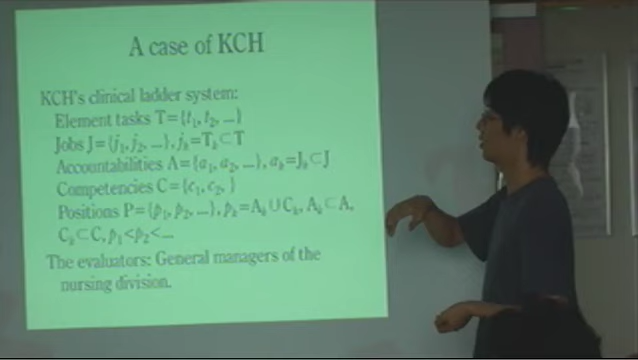 A case of KCH
KCH's clinical ladder system:
Element tasks T={t₁, t₂, ...}
Jobs J={j₁, j₂, ...}, jₖ=Tₖ⊂T
Accountabilities A={a₁, a₂, ...}, aₖ=Jₖ⊂J
Competencies C={c₁, c₂, }
Positions P={p₁, p₂, ...}, pₖ=Aₖ∪Cₖ, Aₖ⊂A,
Cₖ⊂C, p₁<p₂<...
The evaluators: General managers of the
nursing division.